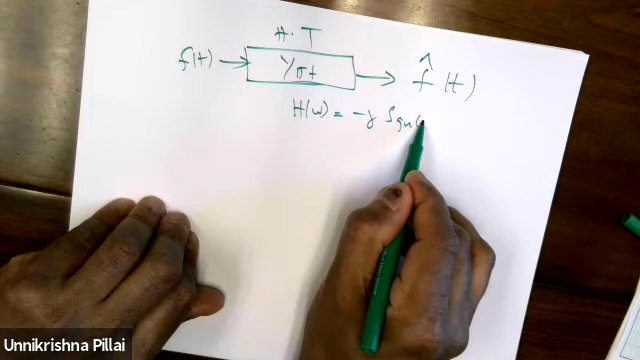 H.T
f(t) → 1/πt → f̂(t)
H(ω) = -j Sgn(
Unnikrishna Pillai